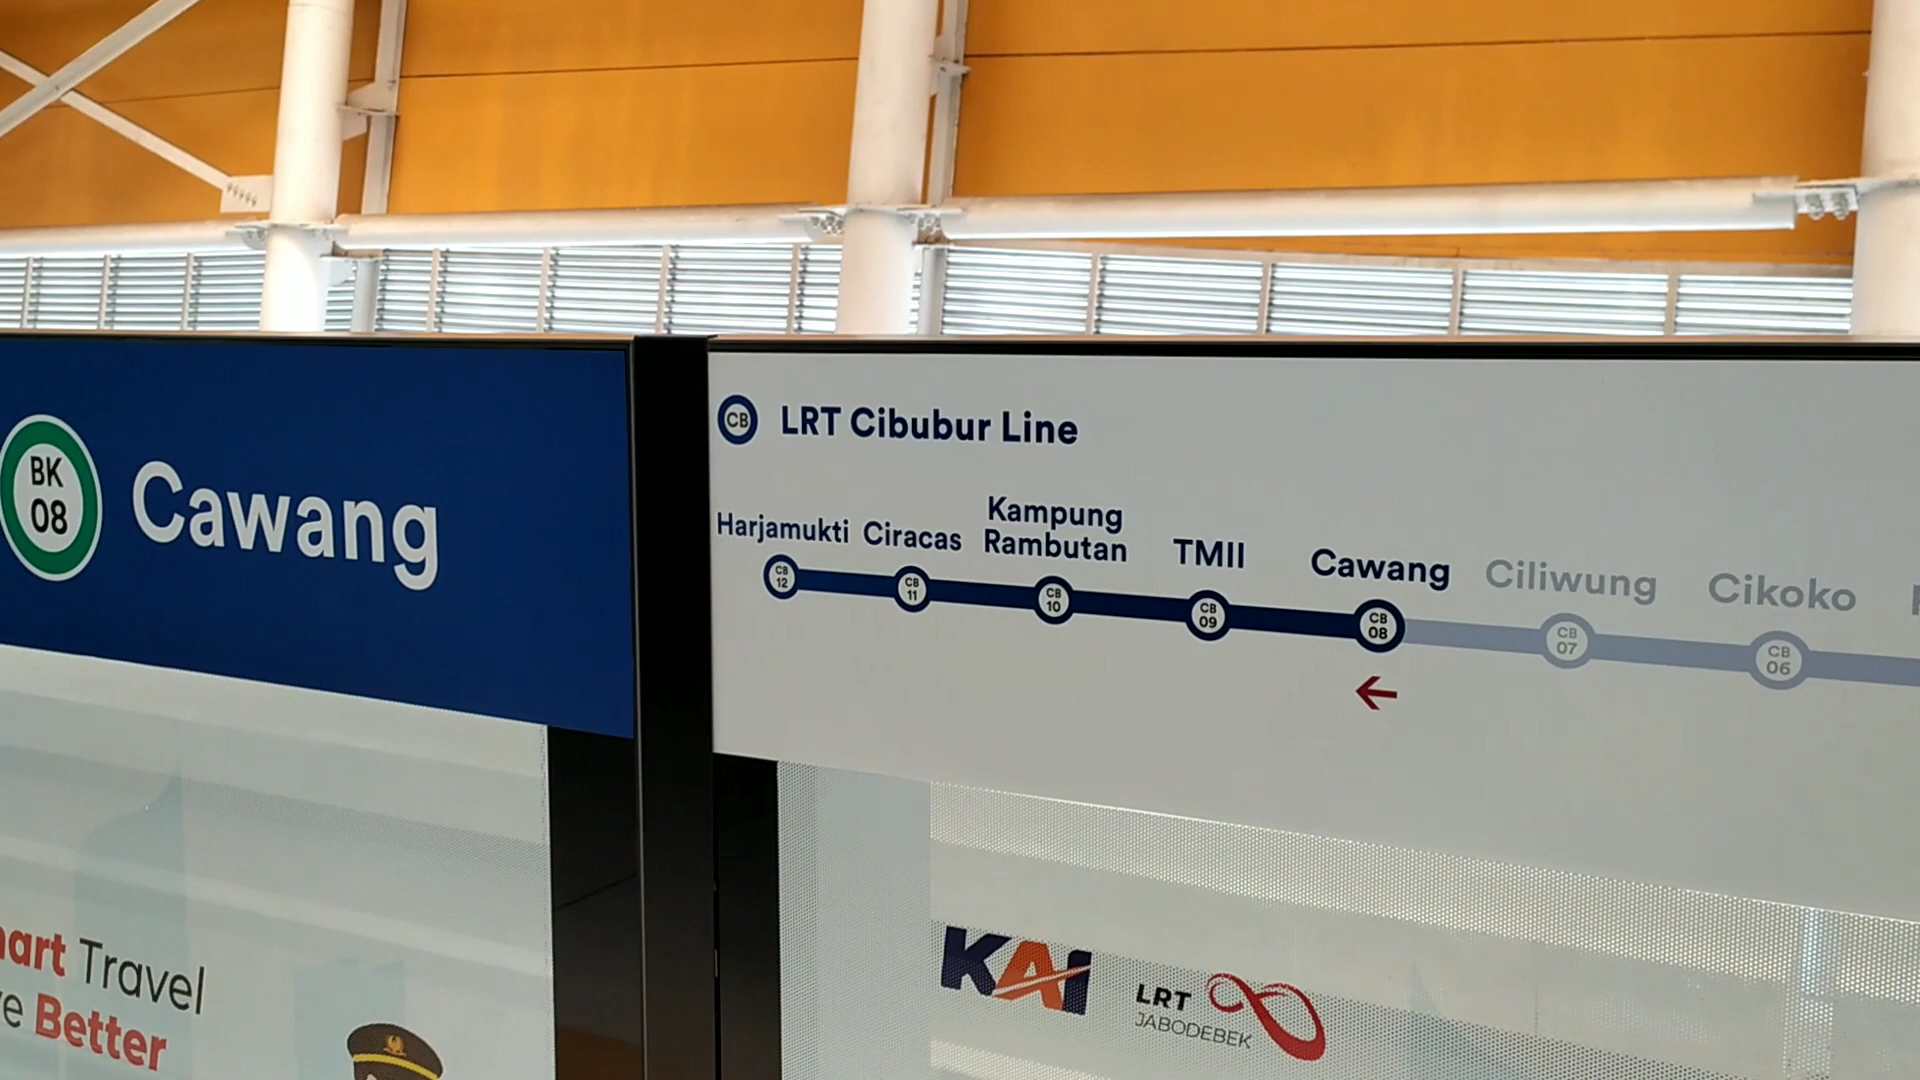 BK
08
Cawang
CB
LRT Cibubur Line
Harjamukti
Ciracas
Kampung
Rambutan
TMII
Cawang
Ciliwung
Cikoko
CB
12
CB
11
CB
10
CB
09
CB
08
CB
07
CB
06
Travel
Better
KAI
LRT
JABODEBEK